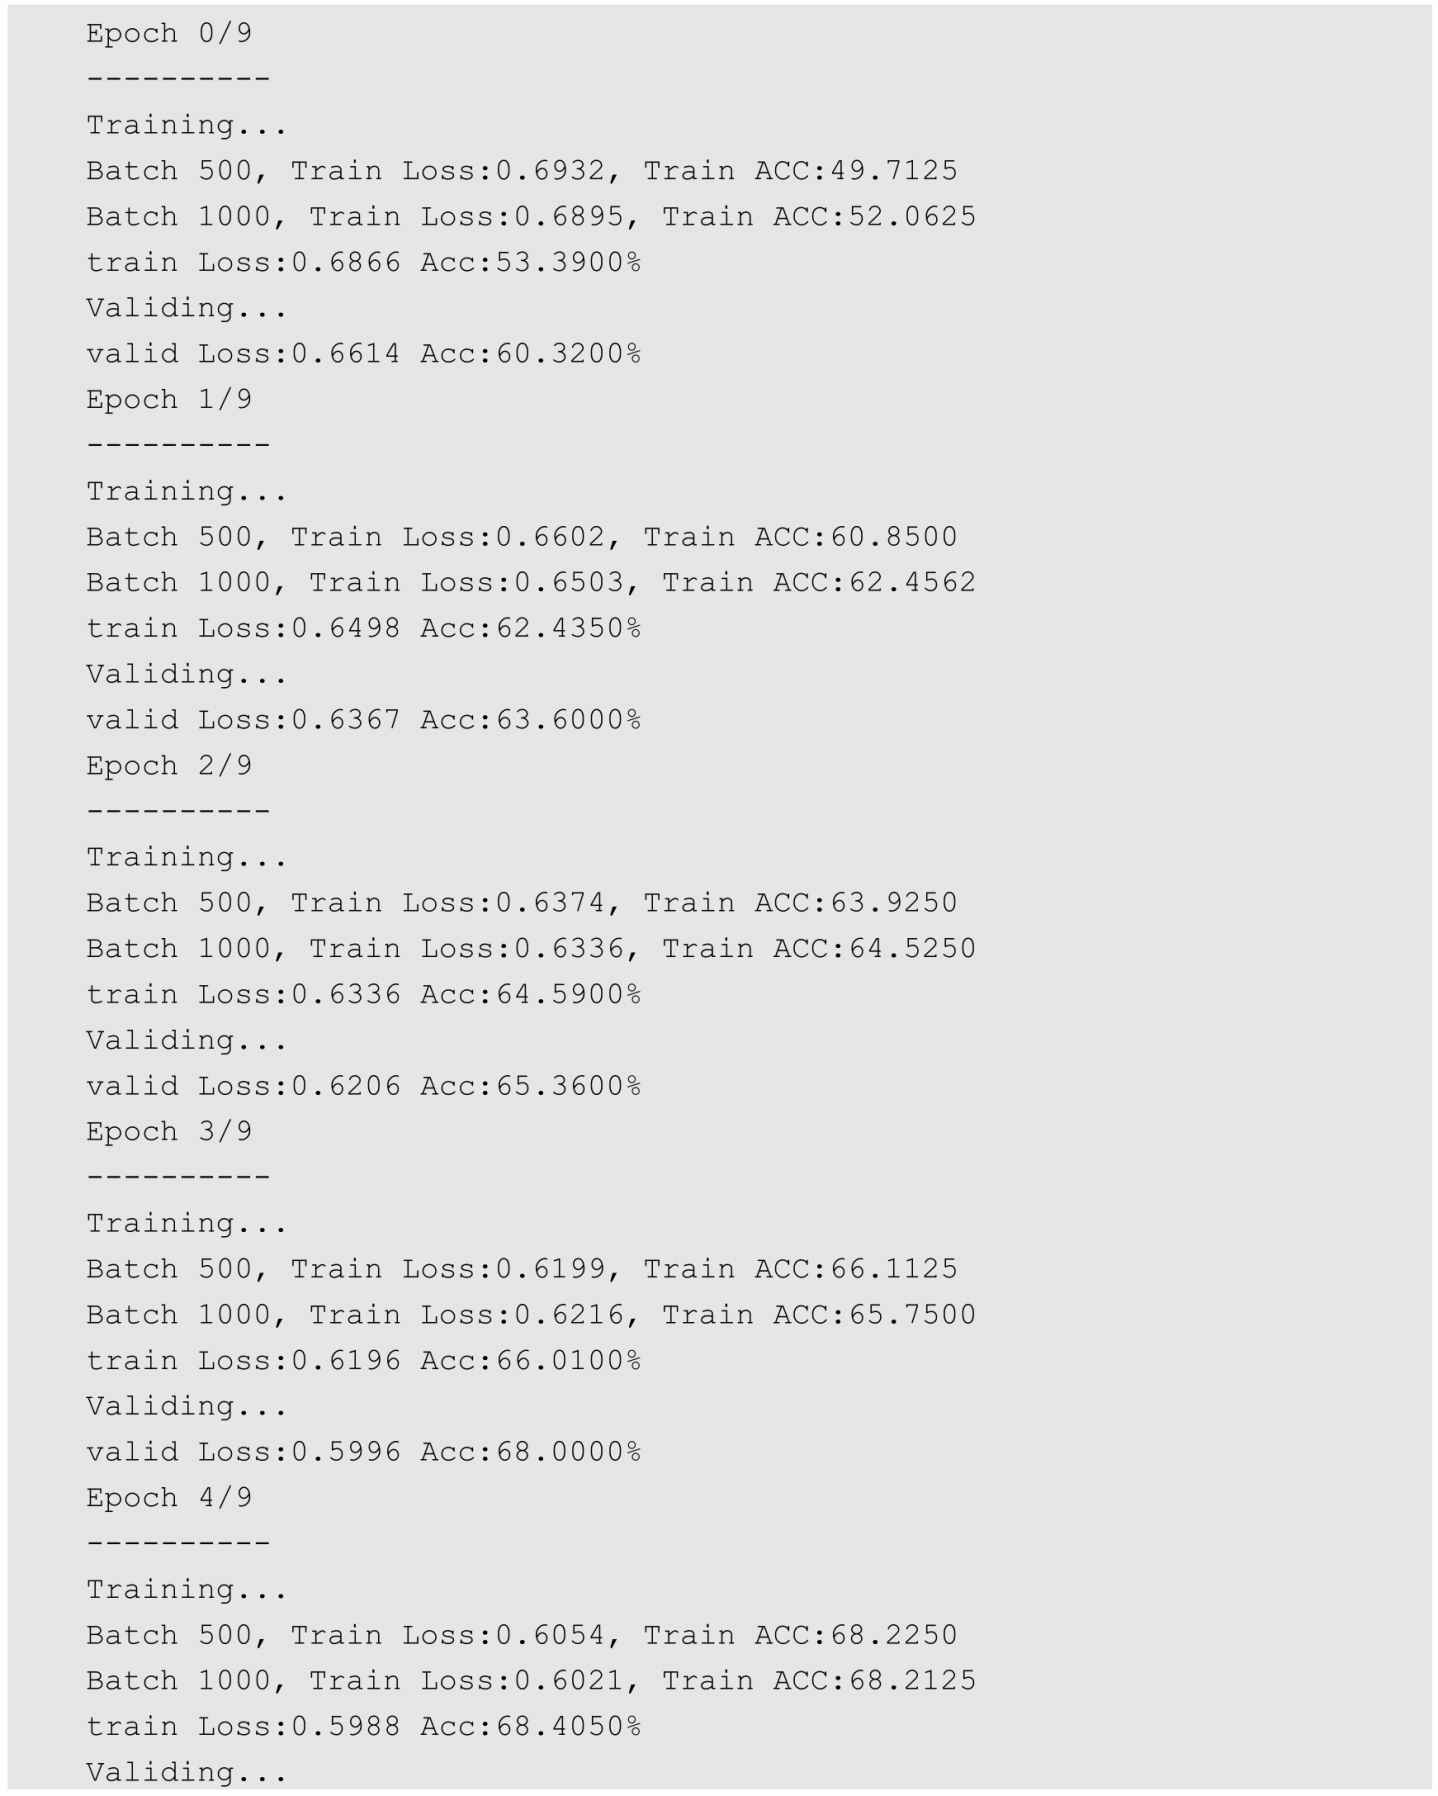 Epoch 0/9
----------
Training...
Batch 500, Train Loss:0.6932, Train ACC:49.7125
Batch 1000, Train Loss:0.6895, Train ACC:52.0625
train Loss:0.6866 Acc:53.3900%
Validing...
valid Loss:0.6614 Acc:60.3200%
Epoch 1/9
----------
Training...
Batch 500, Train Loss:0.6602, Train ACC:60.8500
Batch 1000, Train Loss:0.6503, Train ACC:62.4562
train Loss:0.6498 Acc:62.4350%
Validing...
valid Loss:0.6367 Acc:63.6000%
Epoch 2/9
----------
Training...
Batch 500, Train Loss:0.6374, Train ACC:63.9250
Batch 1000, Train Loss:0.6336, Train ACC:64.5250
train Loss:0.6336 Acc:64.5900%
Validing...
valid Loss:0.6206 Acc:65.3600%
Epoch 3/9
----------
Training...
Batch 500, Train Loss:0.6199, Train ACC:66.1125
Batch 1000, Train Loss:0.6216, Train ACC:65.7500
train Loss:0.6196 Acc:66.0100%
Validing...
valid Loss:0.5996 Acc:68.0000%
Epoch 4/9
----------
Training...
Batch 500, Train Loss:0.6054, Train ACC:68.2250
Batch 1000, Train Loss:0.6021, Train ACC:68.2125
train Loss:0.5988 Acc:68.4050%
Validing...